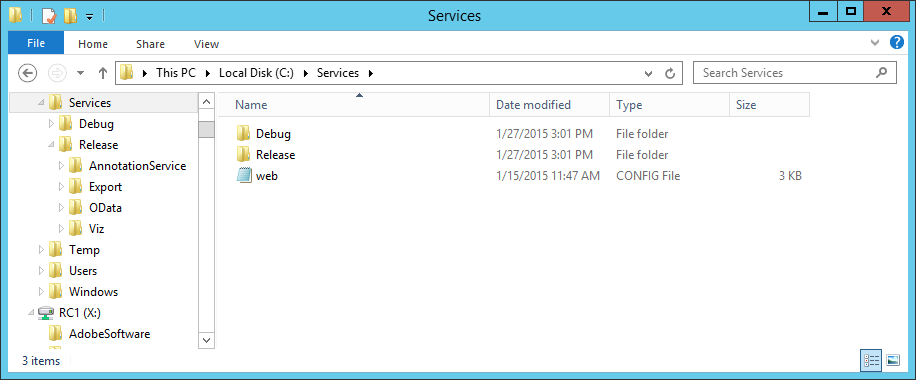 Services
File Home Share View
This PC Local Disk (C:) Services Search Services
Name Date modified Type Size
Services
Debug
Release
AnnotationService
Export
OData
Viz
Temp
Users
Windows
RC1 (X:)
AdobeSoftware
Debug 1/27/2015 3:01 PM File folder
Release 1/27/2015 3:01 PM File folder
web 1/15/2015 11:47 AM CONFIG File 3 KB
3 items